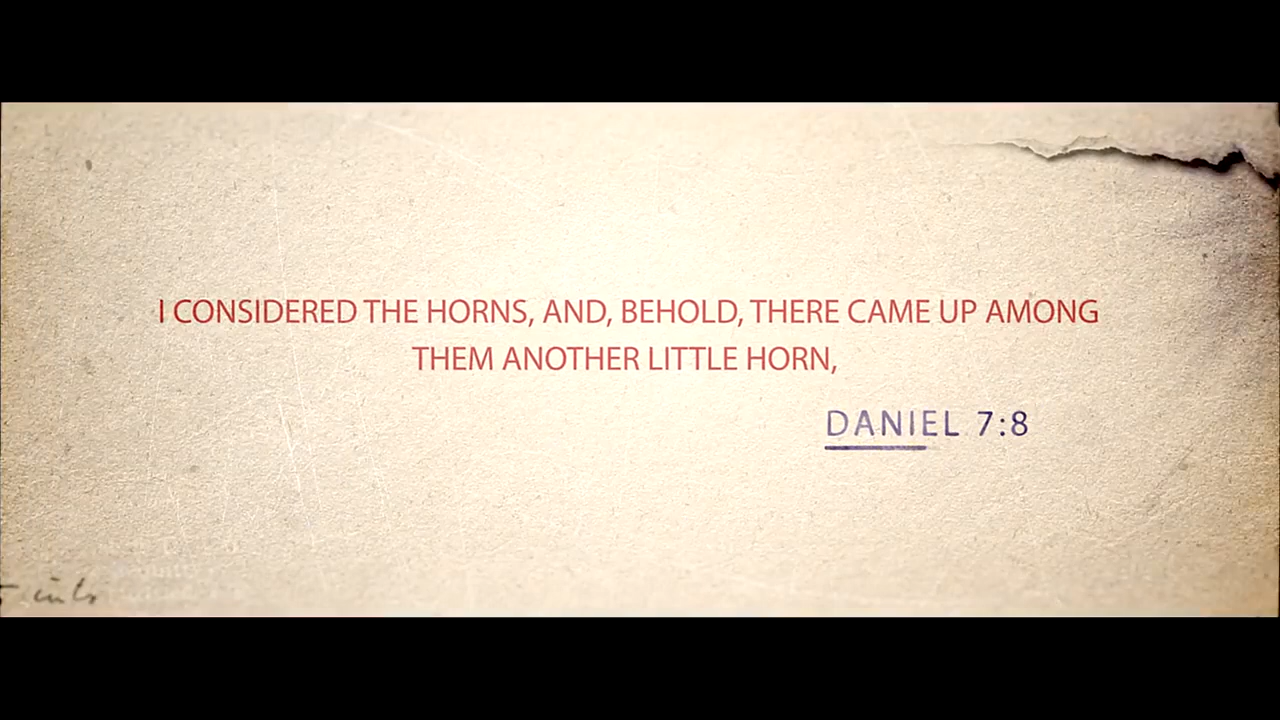 I CONSIDERED THE HORNS, AND, BEHOLD, THERE CAME UP AMONG
THEM ANOTHER LITTLE HORN,
DANIEL 7:8